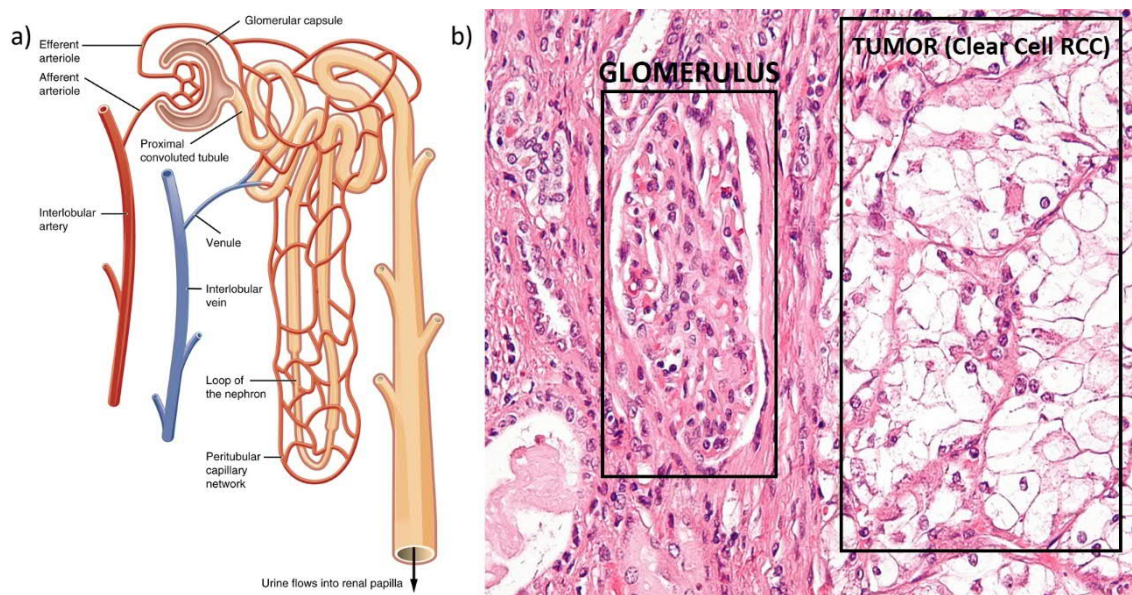 a)
Glomerular capsule
Efferent
arteriole
Afferent
arteriole
Proximal
convoluted tubule
Interlobular
artery
Venule
Interlobular
vein
Loop of
the nephron
Peritubular
capillary
network
Urine flows into renal papilla
b)
GLOMERULUS
TUMOR (Clear Cell RCC)